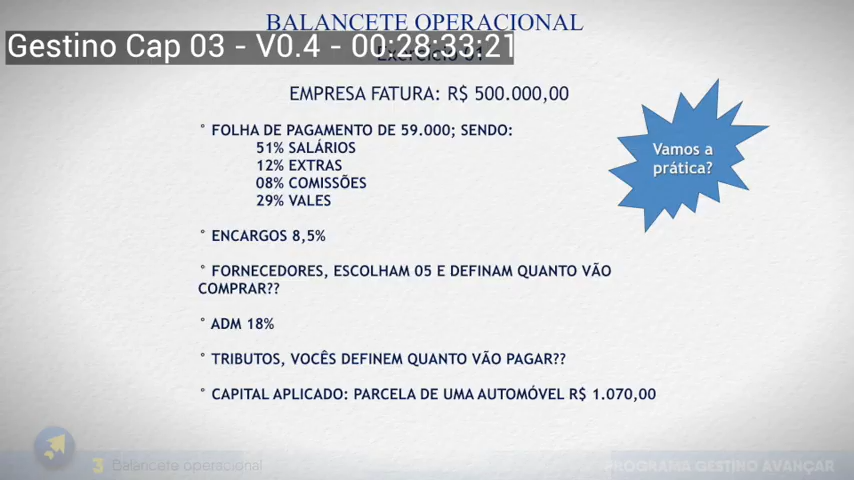 BALANCETE OPERACIONAL
Gestino Cap 03 - V0.4 - 00:28:33:21
Exercício 01
EMPRESA FATURA: R$ 500.000,00
° FOLHA DE PAGAMENTO DE 59.000; SENDO:
51% SALÁRIOS
12% EXTRAS
08% COMISSÕES
29% VALES
Vamos a
prática?
° ENCARGOS 8,5%
° FORNECEDORES, ESCOLHAM 05 E DEFINAM QUANTO VÃO
COMPRAR??
° ADM 18%
° TRIBUTOS, VOCÊS DEFINEM QUANTO VÃO PAGAR??
° CAPITAL APLICADO: PARCELA DE UMA AUTOMÓVEL R$ 1.070,00
3 Balancete operacional
PROGRAMA GESTINO AVANÇAR